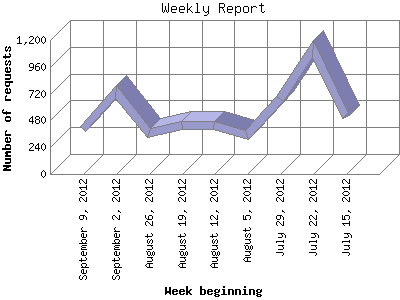 Weekly Report
Number of requests
1,200
960
720
480
240
0
September 9, 2012
September 2, 2012
August 26, 2012
August 19, 2012
August 12, 2012
August 5, 2012
July 29, 2012
July 22, 2012
July 15, 2012
Week beginning